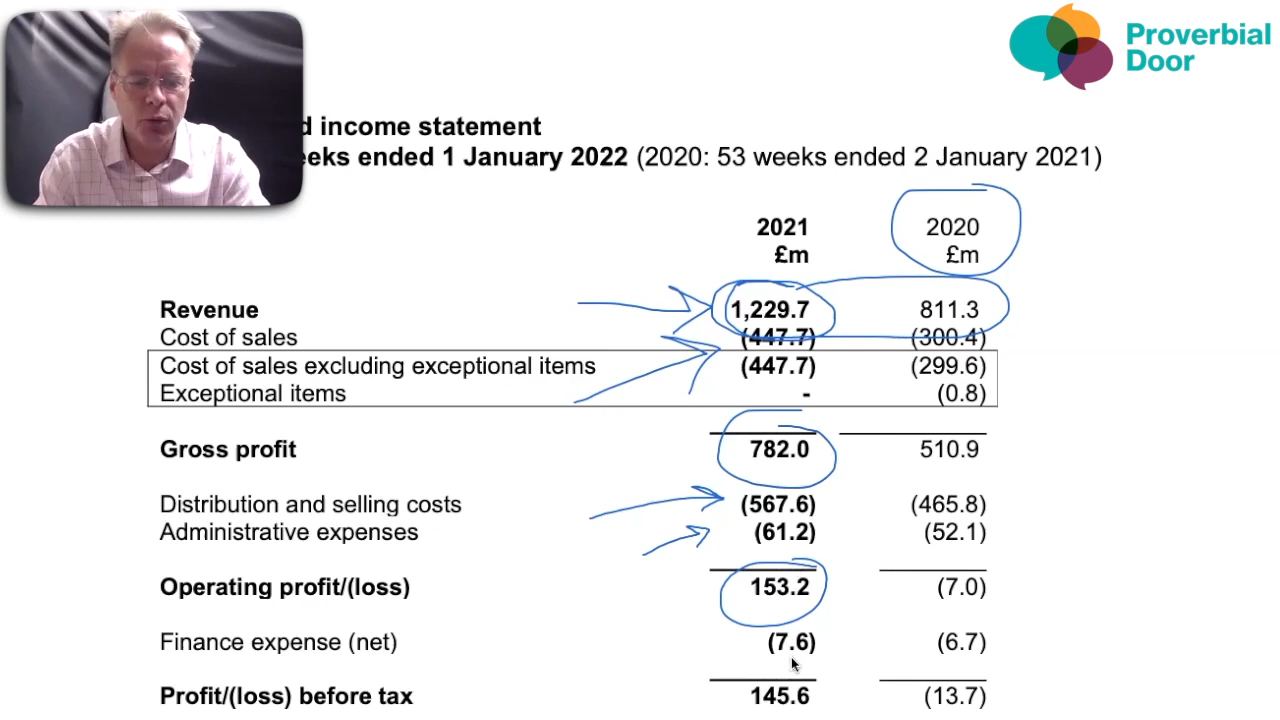 Proverbial
Door
d income statement
eeks ended 1 January 2022 (2020: 53 weeks ended 2 January 2021)
2021 2020
£m £m
Revenue 1,229.7 811.3
Cost of sales (447.7) (300.4)
Cost of sales excluding exceptional items (447.7) (299.6)
Exceptional items - (0.8)
Gross profit 782.0 510.9
Distribution and selling costs (567.6) (465.8)
Administrative expenses (61.2) (52.1)
Operating profit/(loss) 153.2 (7.0)
Finance expense (net) (7.6) (6.7)
Profit/(loss) before tax 145.6 (13.7)